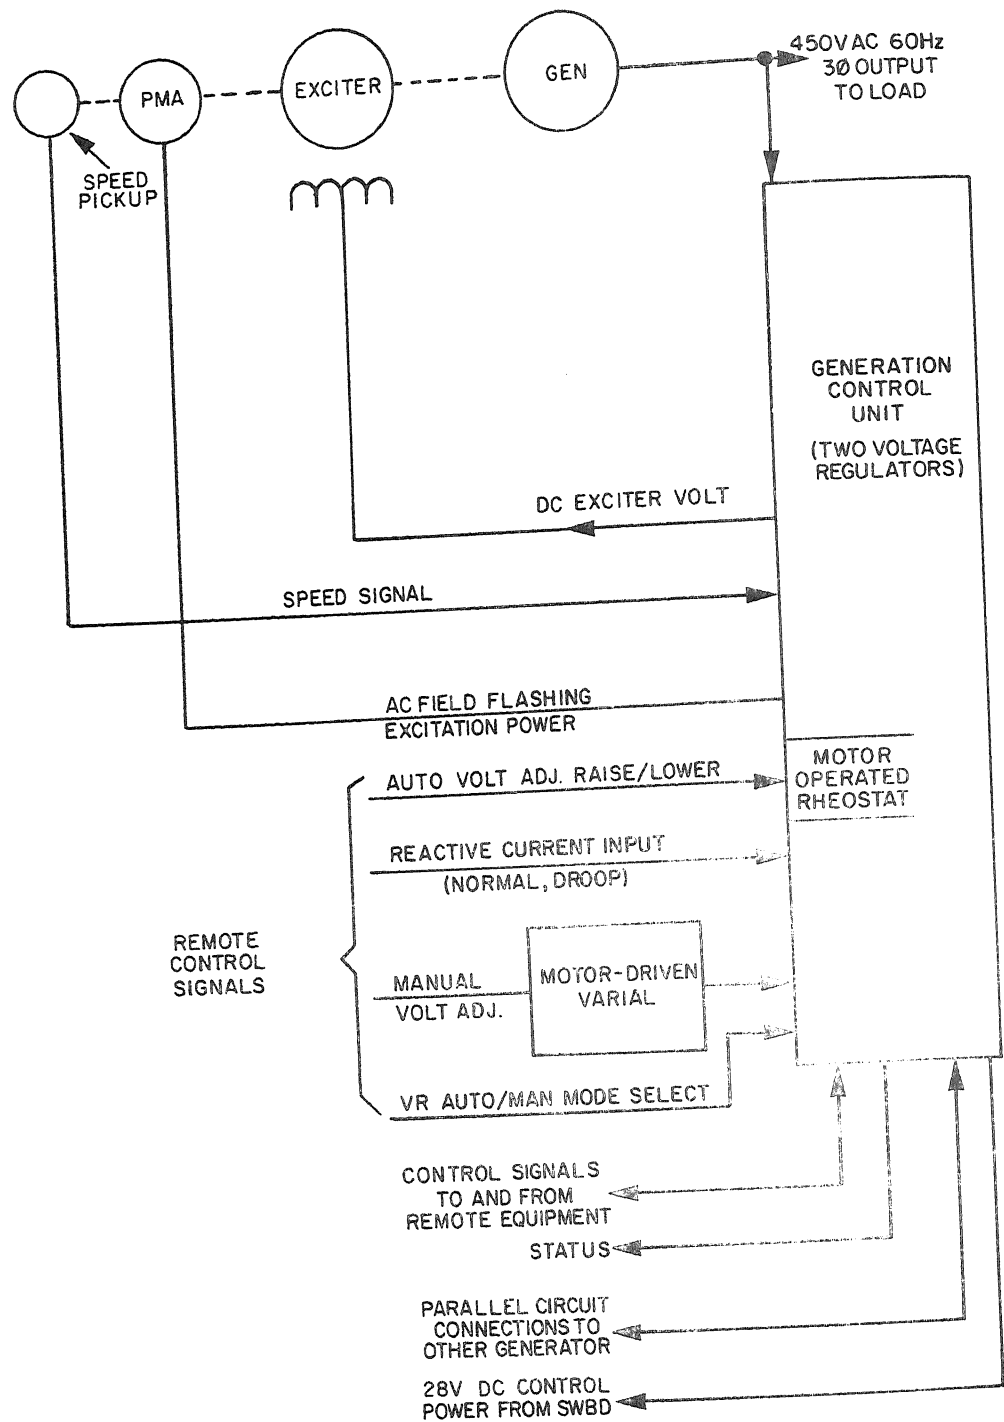 450VAC 60Hz
3Ø OUTPUT
TO LOAD
GEN
EXCITER
PMA
SPEED
PICKUP
GENERATION
CONTROL
UNIT
(TWO VOLTAGE
REGULATORS)
DC EXCITER VOLT
SPEED SIGNAL
AC FIELD FLASHING
EXCITATION POWER
MOTOR
OPERATED
RHEOSTAT
AUTO VOLT ADJ. RAISE/LOWER
REACTIVE CURRENT INPUT
(NORMAL, DROOP)
REMOTE
CONTROL
SIGNALS
MANUAL
VOLT ADJ.
MOTOR-DRIVEN
VARIAL
VR AUTO/MAN MODE SELECT
CONTROL SIGNALS
TO AND FROM
REMOTE EQUIPMENT
STATUS
PARALLEL CIRCUIT
CONNECTIONS TO
OTHER GENERATOR
28V DC CONTROL
POWER FROM SWBD